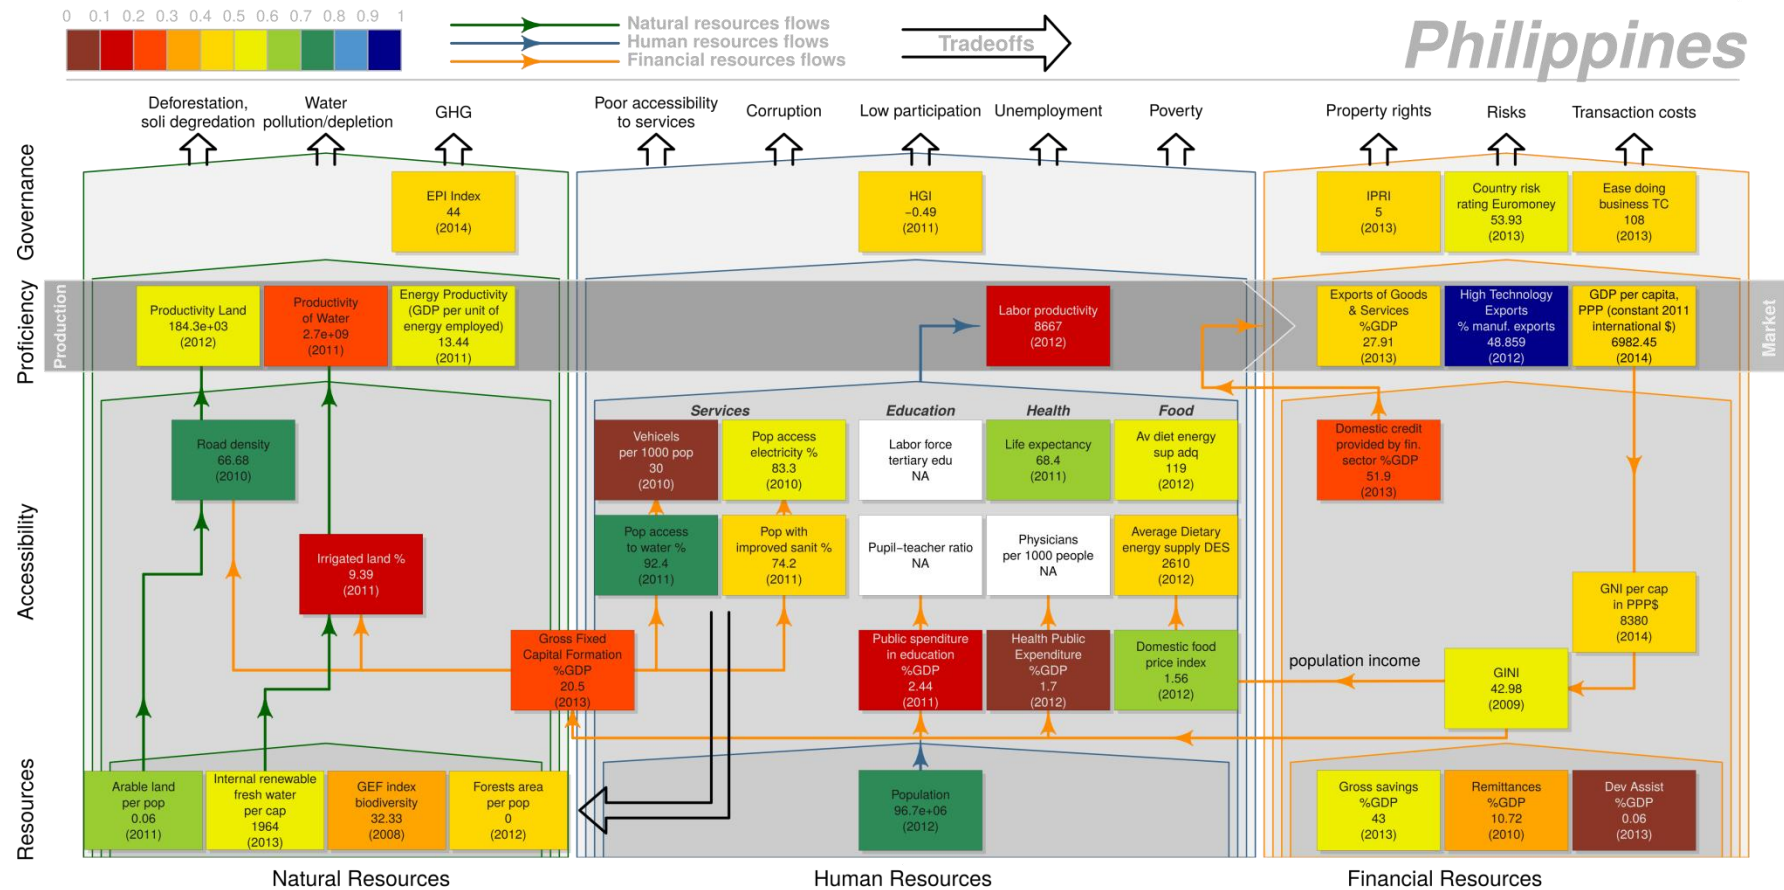 0 0.1 0.2 0.3 0.4 0.5 0.6 0.7 0.8 0.9 1
Natural resources flows
Human resources flows
Financial resources flows
Tradeoffs
Philippines
Deforestation,
soli degredation
Water
pollution/depletion
GHG
Poor accessibility
to services
Corruption
Low participation
Unemployment
Poverty
Property rights
Risks
Transaction costs
Governance
EPI Index
44
(2014)
HGI
−0.49
(2011)
IPRI
5
(2013)
Country risk
rating Euromoney
53.93
(2013)
Ease doing
business TC
108
(2013)
Proficiency
Production
Productivity Land
184.3e+03
(2012)
Productivity
of Water
2.7e+09
(2011)
Energy Productivity
(GDP per unit of
energy employed)
13.44
(2011)
Labor productivity
8667
(2012)
Exports of Goods
& Services
%GDP
27.91
(2013)
High Technology
Exports
% manuf. exports
48.859
(2012)
GDP per capita,
PPP (constant 2011
international $)
6982.45
(2014)
Market
Accessibility
Services
Education
Health
Food
Road density
66.68
(2010)
Vehicels
per 1000 pop
30
(2010)
Pop access
electricity %
83.3
(2010)
Labor force
tertiary edu
NA
Life expectancy
68.4
(2011)
Av diet energy
sup adq
119
(2012)
Domestic credit
provided by fin.
sector %GDP
51.9
(2013)
Irrigated land %
9.39
(2011)
Pop access
to water %
92.4
(2011)
Pop with
improved sanit %
74.2
(2011)
Pupil−teacher ratio
NA
Physicians
per 1000 people
NA
Average Dietary
energy supply DES
2610
(2012)
GNI per cap
in PPP$
8380
(2014)
Gross Fixed
Capital Formation
%GDP
20.5
(2013)
Public spenditure
in education
%GDP
2.44
(2011)
Health Public
Expenditure
%GDP
1.7
(2012)
Domestic food
price index
1.56
(2012)
population income
GINI
42.98
(2009)
Resources
Arable land
per pop
0.06
(2011)
Internal renewable
fresh water
per cap
1964
(2013)
GEF index
biodiversity
32.33
(2008)
Forests area
per pop
0
(2012)
Population
96.7e+06
(2012)
Gross savings
%GDP
43
(2013)
Remittances
%GDP
10.72
(2010)
Dev Assist
%GDP
0.06
(2013)
Natural Resources
Human Resources
Financial Resources